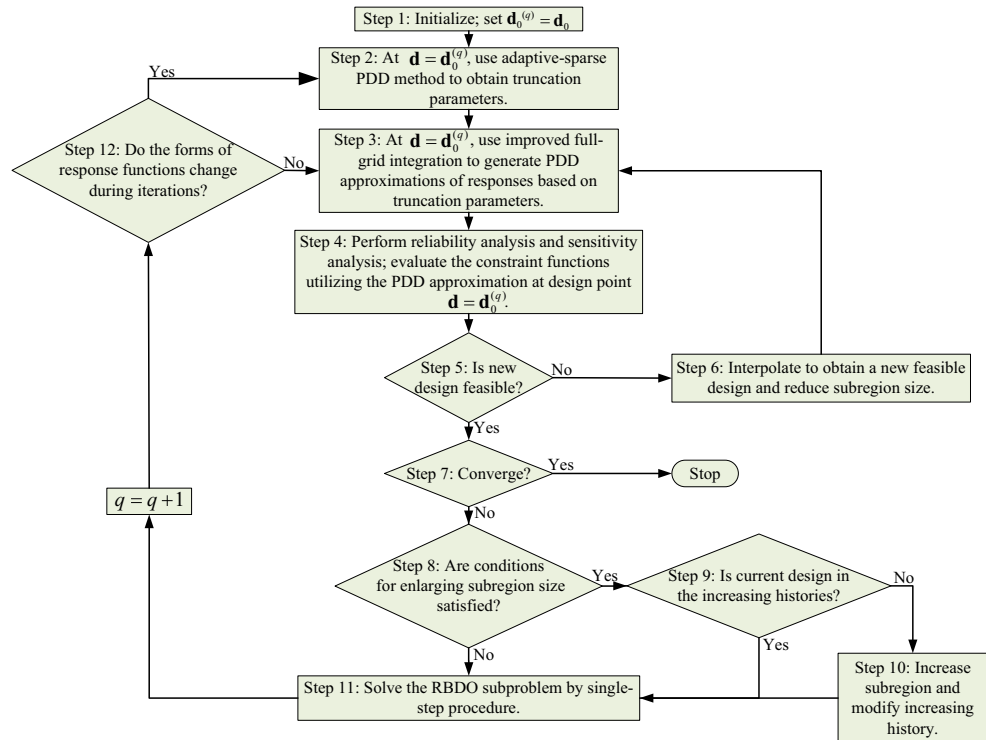 Step 1: Initialize; set d₀⁽q⁾ = d₀
Step 2: At d = d₀⁽q⁾, use adaptive-sparse
PDD method to obtain truncation
parameters.
Yes
Step 12: Do the forms of
response functions change
during iterations?
No
Step 3: At d = d₀⁽q⁾, use improved full-
grid integration to generate PDD
approximations of responses based on
truncation parameters.
Step 4: Perform reliability analysis and sensitivity
analysis; evaluate the constraint functions
utilizing the PDD approximation at design point
d = d₀⁽q⁾.
Step 5: Is new
design feasible?
No
Step 6: Interpolate to obtain a new feasible
design and reduce subregion size.
Yes
Step 7: Converge?
Yes
Stop
No
q = q +1
Step 8: Are conditions
for enlarging subregion size
satisfied?
Yes
Step 9: Is current design in
the increasing histories?
No
Yes
No
Step 10: Increase
subregion and
modify increasing
history.
Step 11: Solve the RBDO subproblem by single-
step procedure.